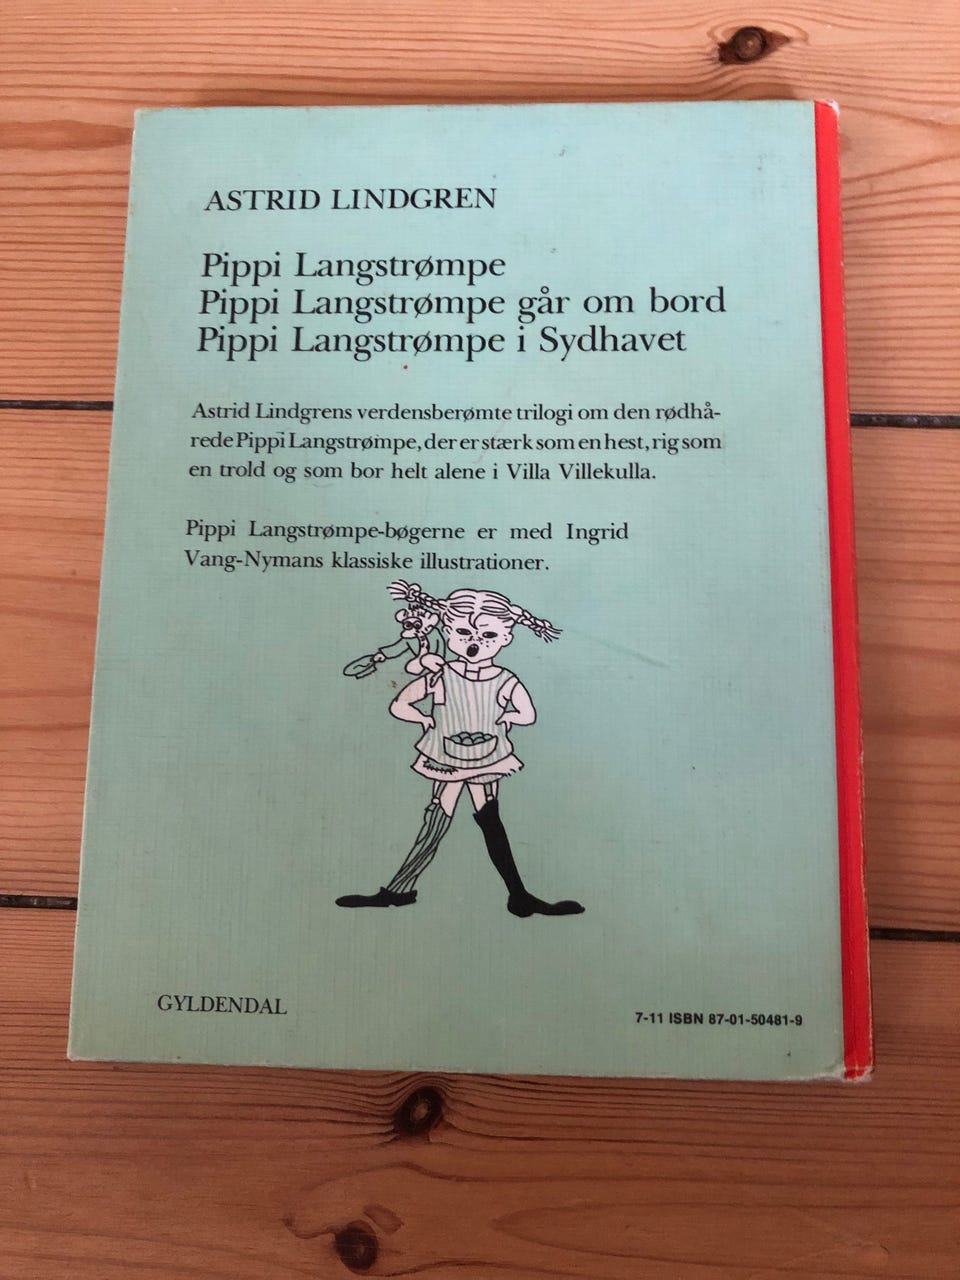 ASTRID LINDGREN
Pippi Langstrømpe
Pippi Langstrømpe går om bord
Pippi Langstrømpe i Sydhavet
Astrid Lindgrens verdensberømte trilogi om den rødhå-
rede Pippi Langstrømpe, der er stærk som en hest, rig som
en trold og som bor helt alene i Villa Villekulla.
Pippi Langstrømpe-bøgerne er med Ingrid
Vang-Nymans klassiske illustrationer.
GYLDENDAL
7-11 ISBN 87-01-50481-9